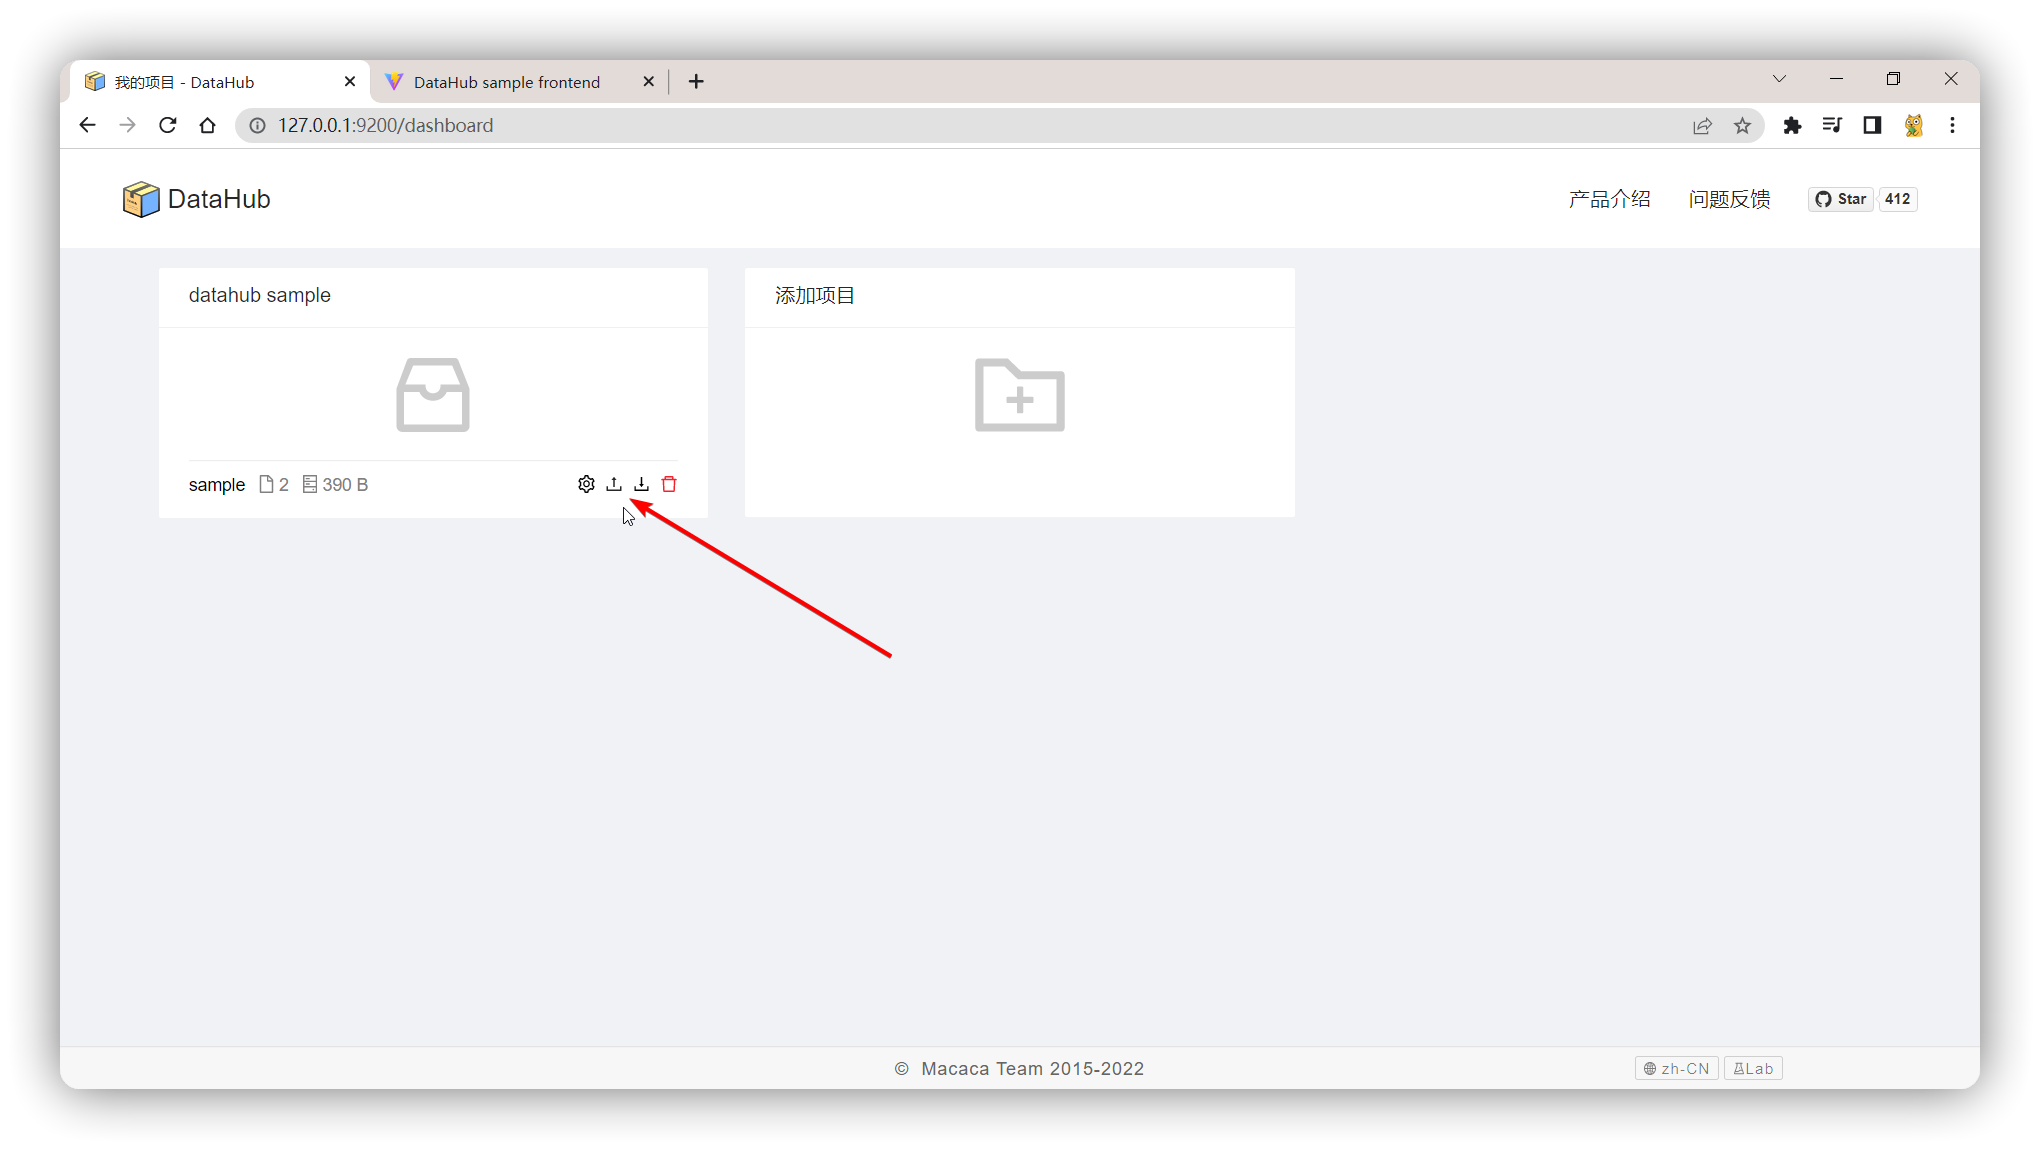 我的项目 - DataHub
DataHub sample frontend
127.0.0.1:9200/dashboard
DataHub
产品介绍
问题反馈
Star
412
datahub sample
添加项目
sample 2 390 B
© Macaca Team 2015-2022
zh-CN
Lab